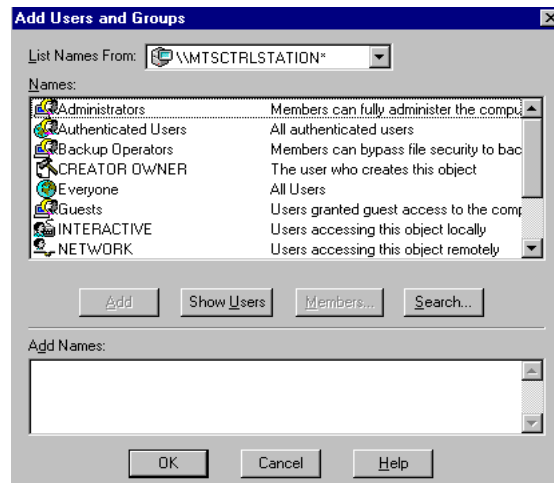 Add Users and Groups
List Names From: \\MTSCTRLSTATION*
Names:
Administrators Members can fully administer the compu
Authenticated Users All authenticated users
Backup Operators Members can bypass file security to bac
CREATOR OWNER The user who creates this object
Everyone All Users
Guests Users granted guest access to the comp
INTERACTIVE Users accessing this object locally
NETWORK Users accessing this object remotely
Add Show Users Members... Search...
Add Names:
OK Cancel Help